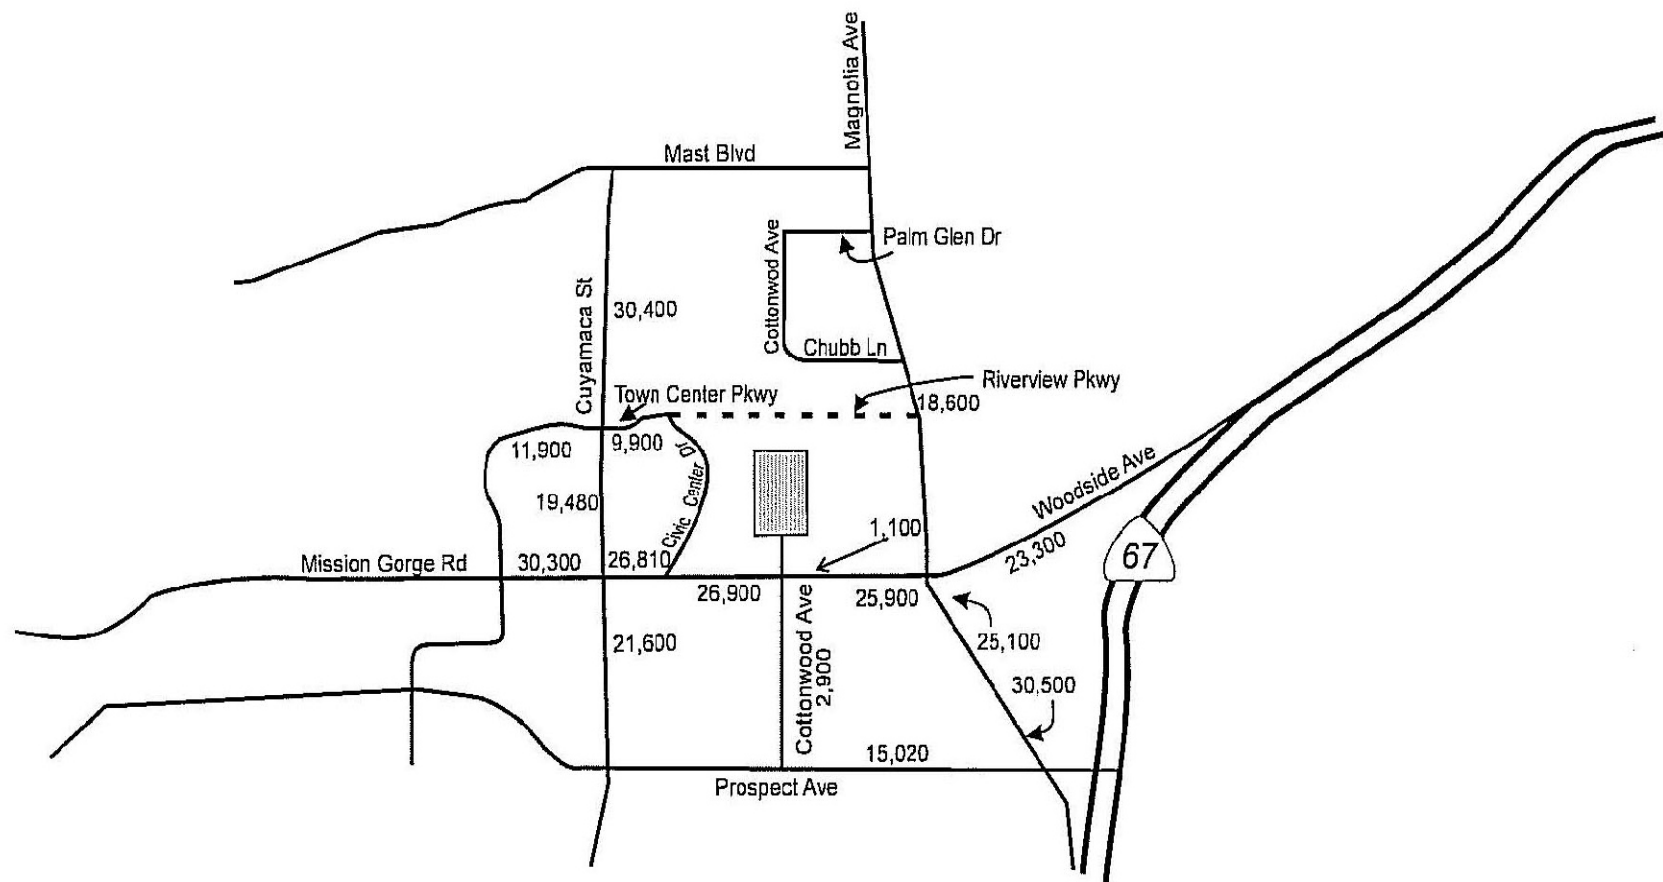 Magnolia Ave
Mast Blvd
Cottonwood Ave
Palm Glen Dr
Cuyamaca St
30,400
Chubb Ln
Riverview Pkwy
Town Center Pkwy
18,600
11,900
9,900
Civic Center Dr
Woodside Ave
19,480
1,100
23,300
67
Mission Gorge Rd
30,300
26,810
26,900
25,900
21,600
Cottonwood Ave
2,900
25,100
30,500
15,020
Prospect Ave